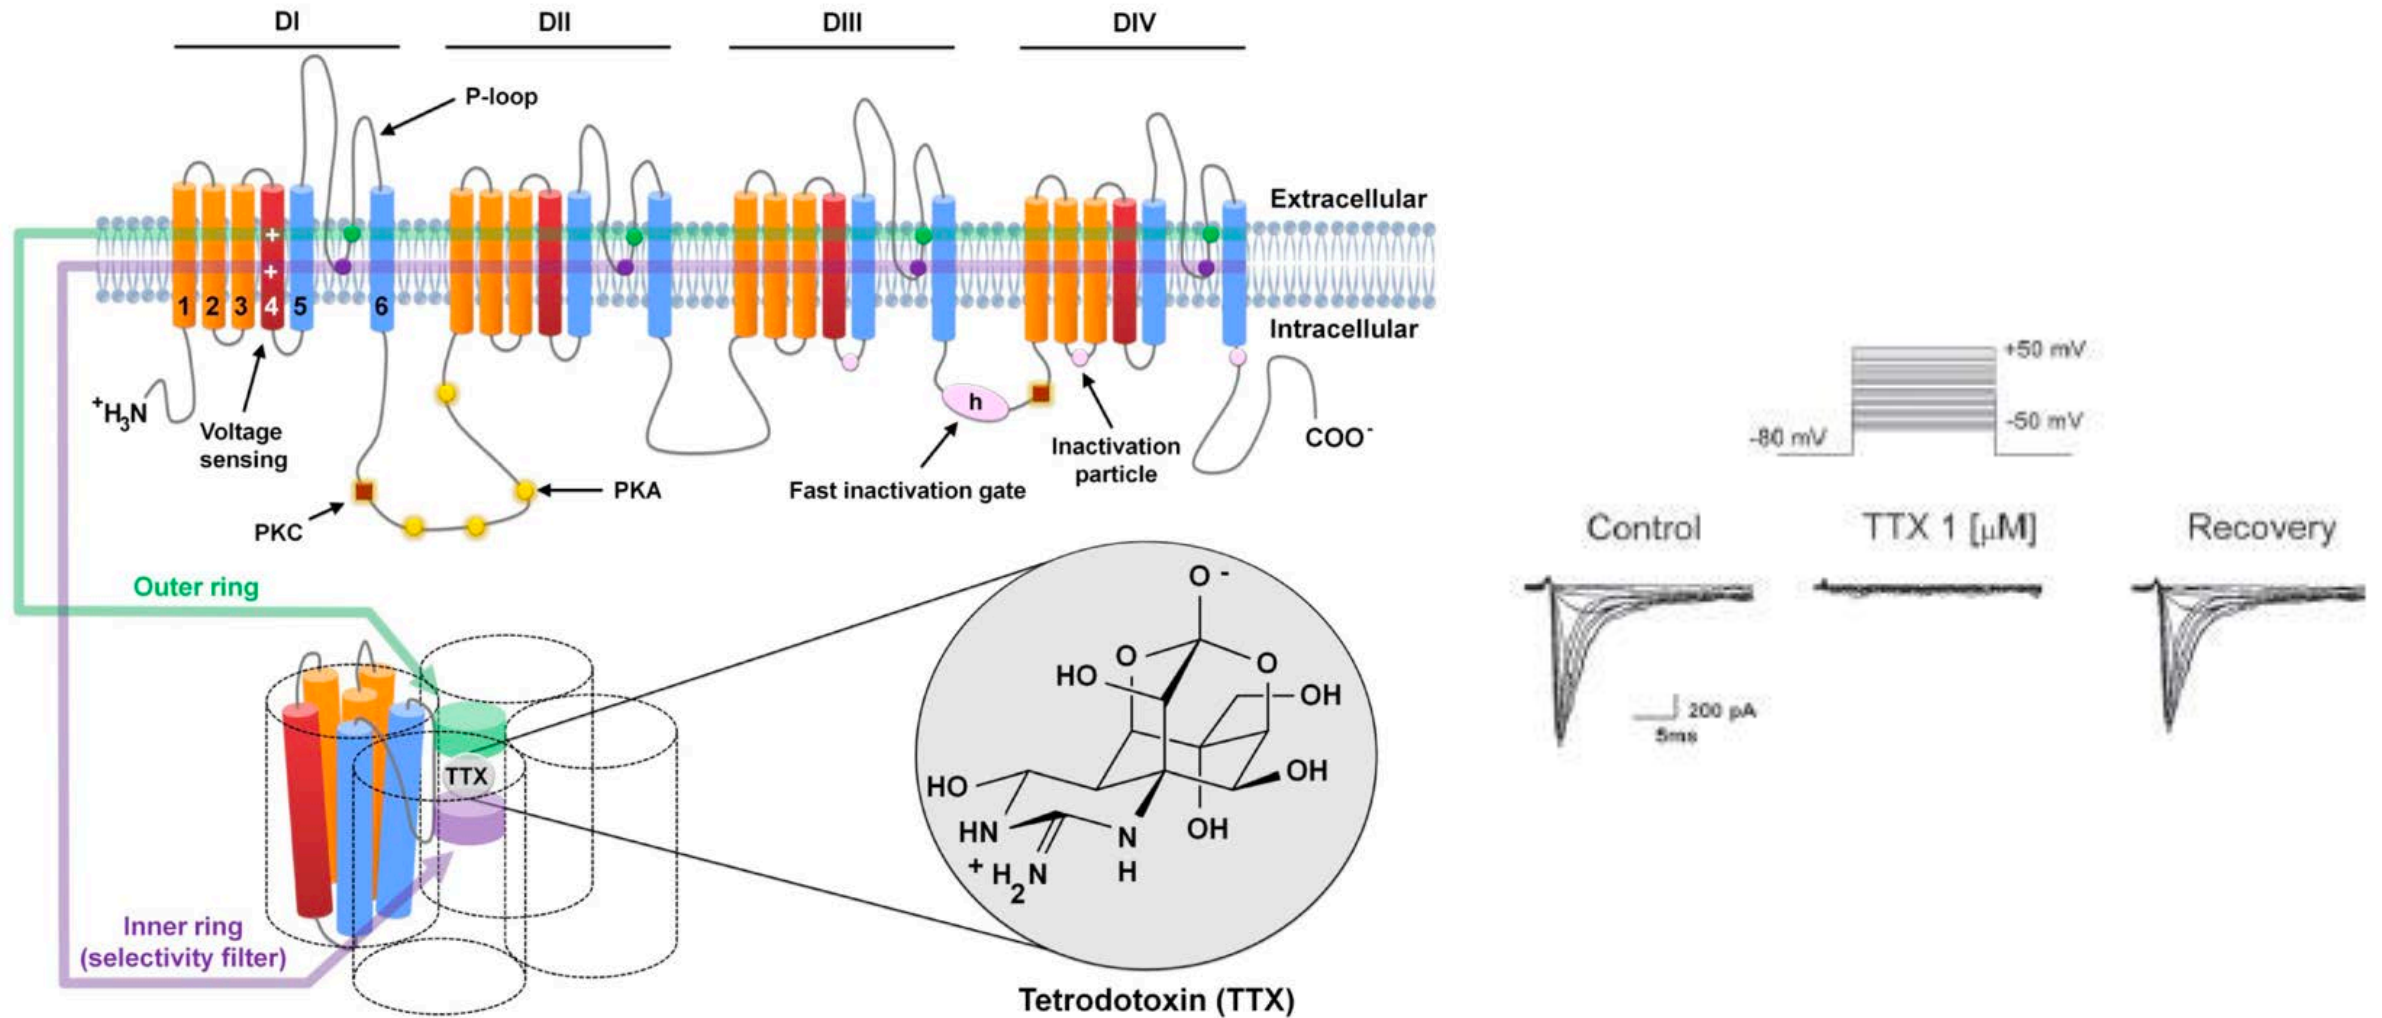 DI
DII
DIII
DIV
P-loop
Extracellular
+ + 
1 2 3 4 5 6
Intracellular
+H3N
Voltage
sensing
h
COO-
Inactivation
particle
Fast inactivation gate
PKA
PKC
Outer ring
TTX
Inner ring
(selectivity filter)
O -
O
O
HO
OH
HO
OH
HN
N
H
OH
+ H2N
Tetrodotoxin (TTX)
+50 mV
-50 mV
-80 mV
Control
TTX 1 [µM]
Recovery
200 pA
5ms